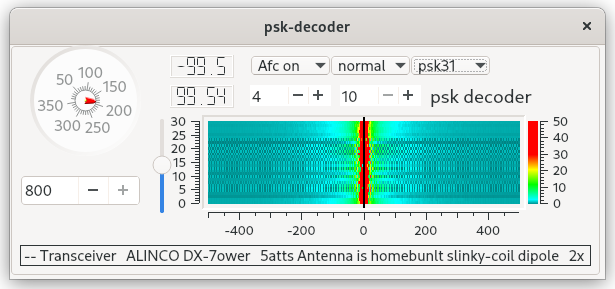 psk-decoder ×
50 100 150 200 250 300 350
-99.5 Afc on normal psk31
99.54 4 − + 10 − + psk decoder
800 − +
30 25 20 15 10 5 0
50 40 30 20 10 0
-400 -200 0 200 400
-- Transceiver ALINCO DX-7ower 5atts Antenna is homebunlt slinky-coil dipole 2x